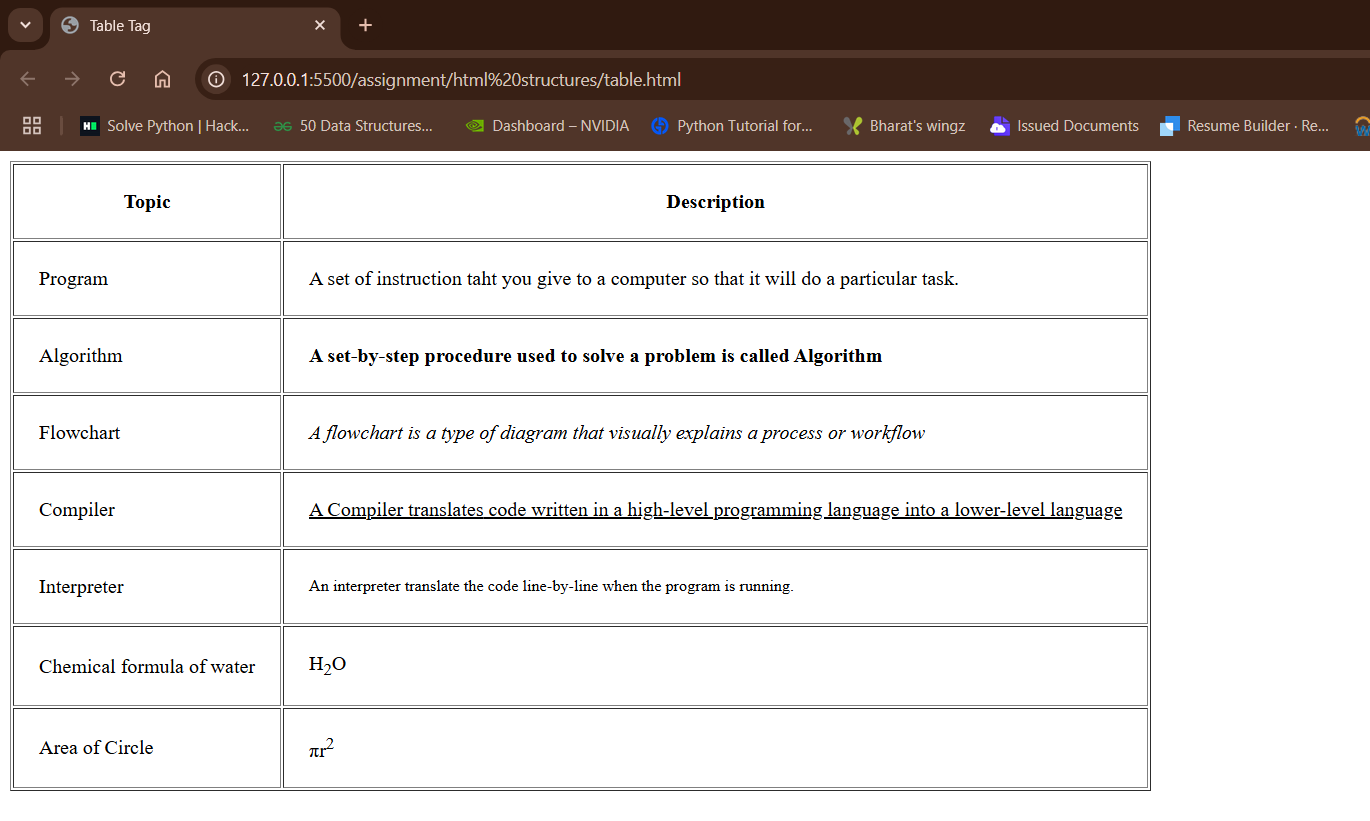 Table Tag
127.0.0.1:5500/assignment/html%20structures/table.html
Solve Python | Hack... 50 Data Structures... Dashboard – NVIDIA Python Tutorial for... Bharat's wingz Issued Documents Resume Builder · Re...
Topic Description
Program A set of instruction taht you give to a computer so that it will do a particular task.
Algorithm A set-by-step procedure used to solve a problem is called Algorithm
Flowchart A flowchart is a type of diagram that visually explains a process or workflow
Compiler A Compiler translates code written in a high-level programming language into a lower-level language
Interpreter An interpreter translate the code line-by-line when the program is running.
Chemical formula of water H₂O
Area of Circle πr²